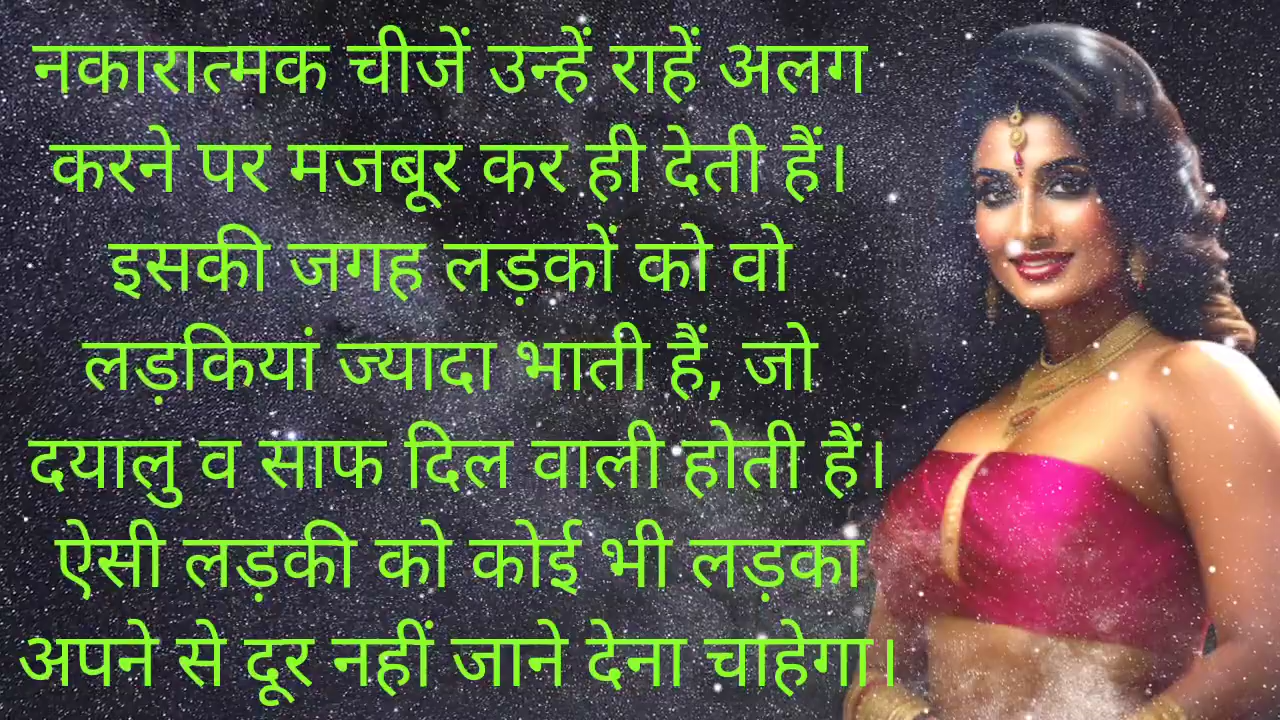 नकारात्मक चीजें उन्हें राहें अलग
करने पर मजबूर कर ही देती हैं।
इसकी जगह लड़कों को वो
लड़कियां ज्यादा भाती हैं, जो
दयालु व साफ दिल वाली होती हैं।
ऐसी लड़की को कोई भी लड़का
अपने से दूर नहीं जाने देना चाहेगा।